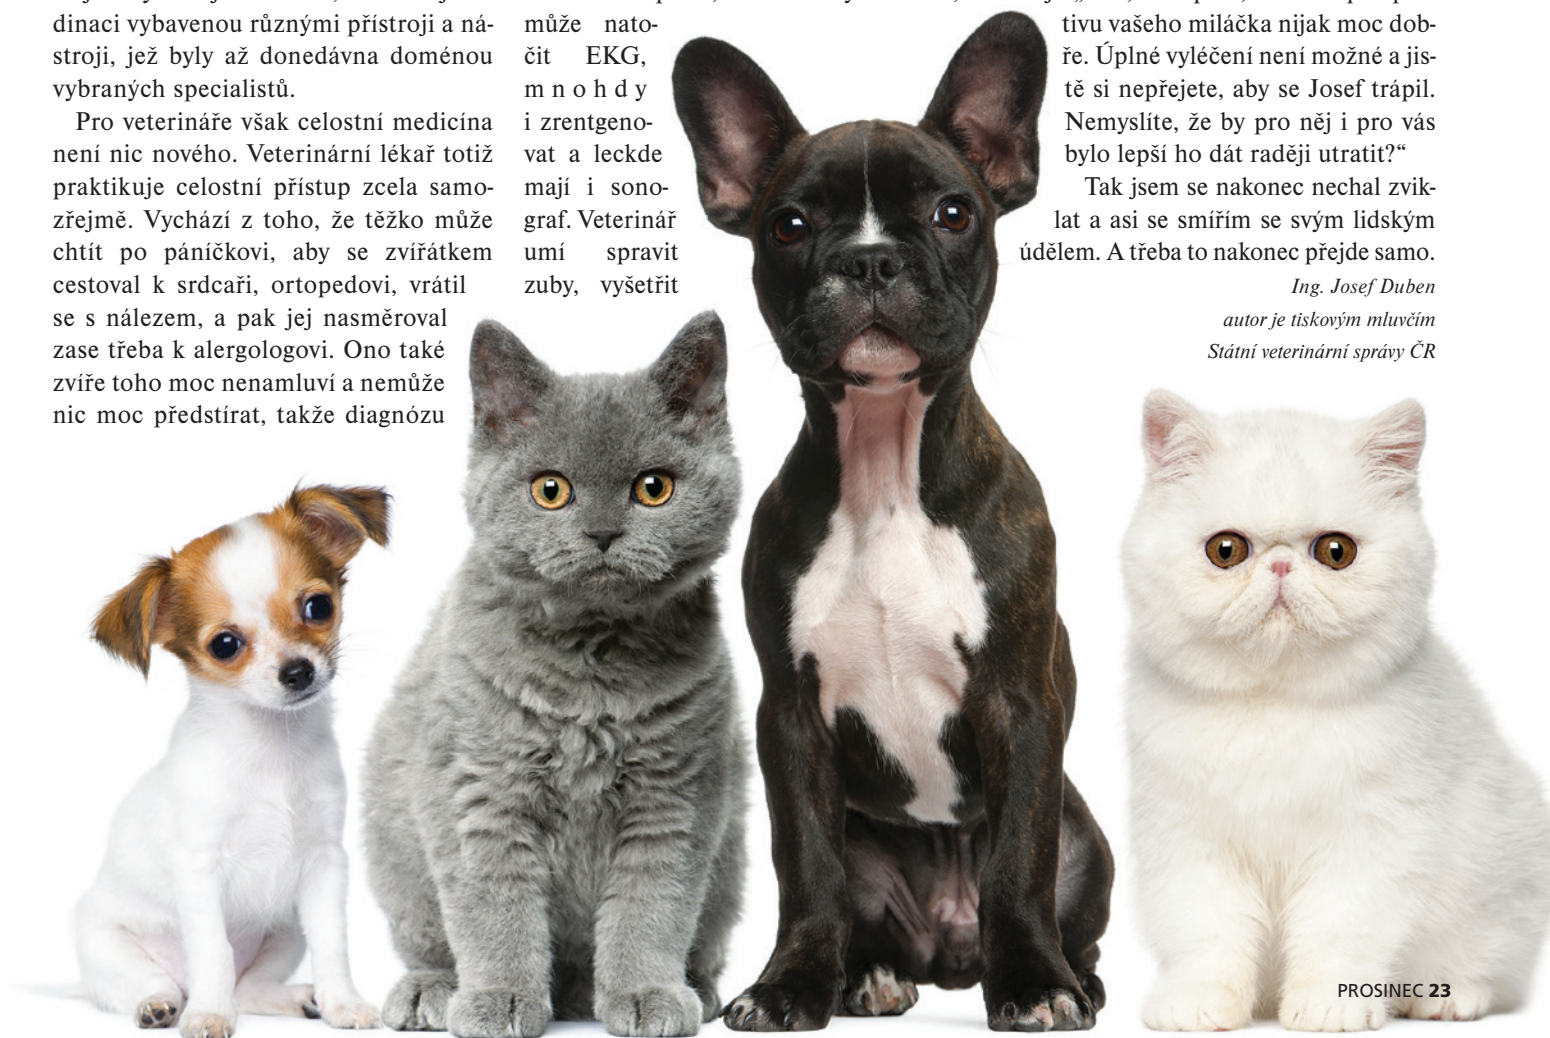 dinaci vybavenou různými přístroji a ná-
stroji, jež byly až donedávna doménou
vybraných specialistů.
Pro veterináře však celostní medicína
není nic nového. Veterinární lékař totiž
praktikuje celostní přístup zcela samo-
zřejmě. Vychází z toho, že těžko může
chtít po páníčkovi, aby se zvířátkem
cestoval k srdcaři, ortopedovi, vrátil
se s nálezem, a pak jej nasměroval
zase třeba k alergologovi. Ono také
zvíře toho moc nenamluví a nemůže
nic moc předstírat, takže diagnózu
může nato-
čit EKG,
mnohdy
i zrentgeno-
vat a leckde
mají i sono-
graf. Veterinář
umí spravit
zuby, vyšetřit
tivu vašeho miláčka nijak moc dob-
ře. Úplné vyléčení není možné a jis-
tě si nepřejete, aby se Josef trápil.
Nemyslíte, že by pro něj i pro vás
bylo lepší ho dát raději utratit?“
Tak jsem se nakonec nechal zvik-
lat a asi se smířím se svým lidským
údělem. A třeba to nakonec přejde samo.
Ing. Josef Duben
autor je tiskovým mluvčím
Státní veterinární správy ČR
PROSINEC 23